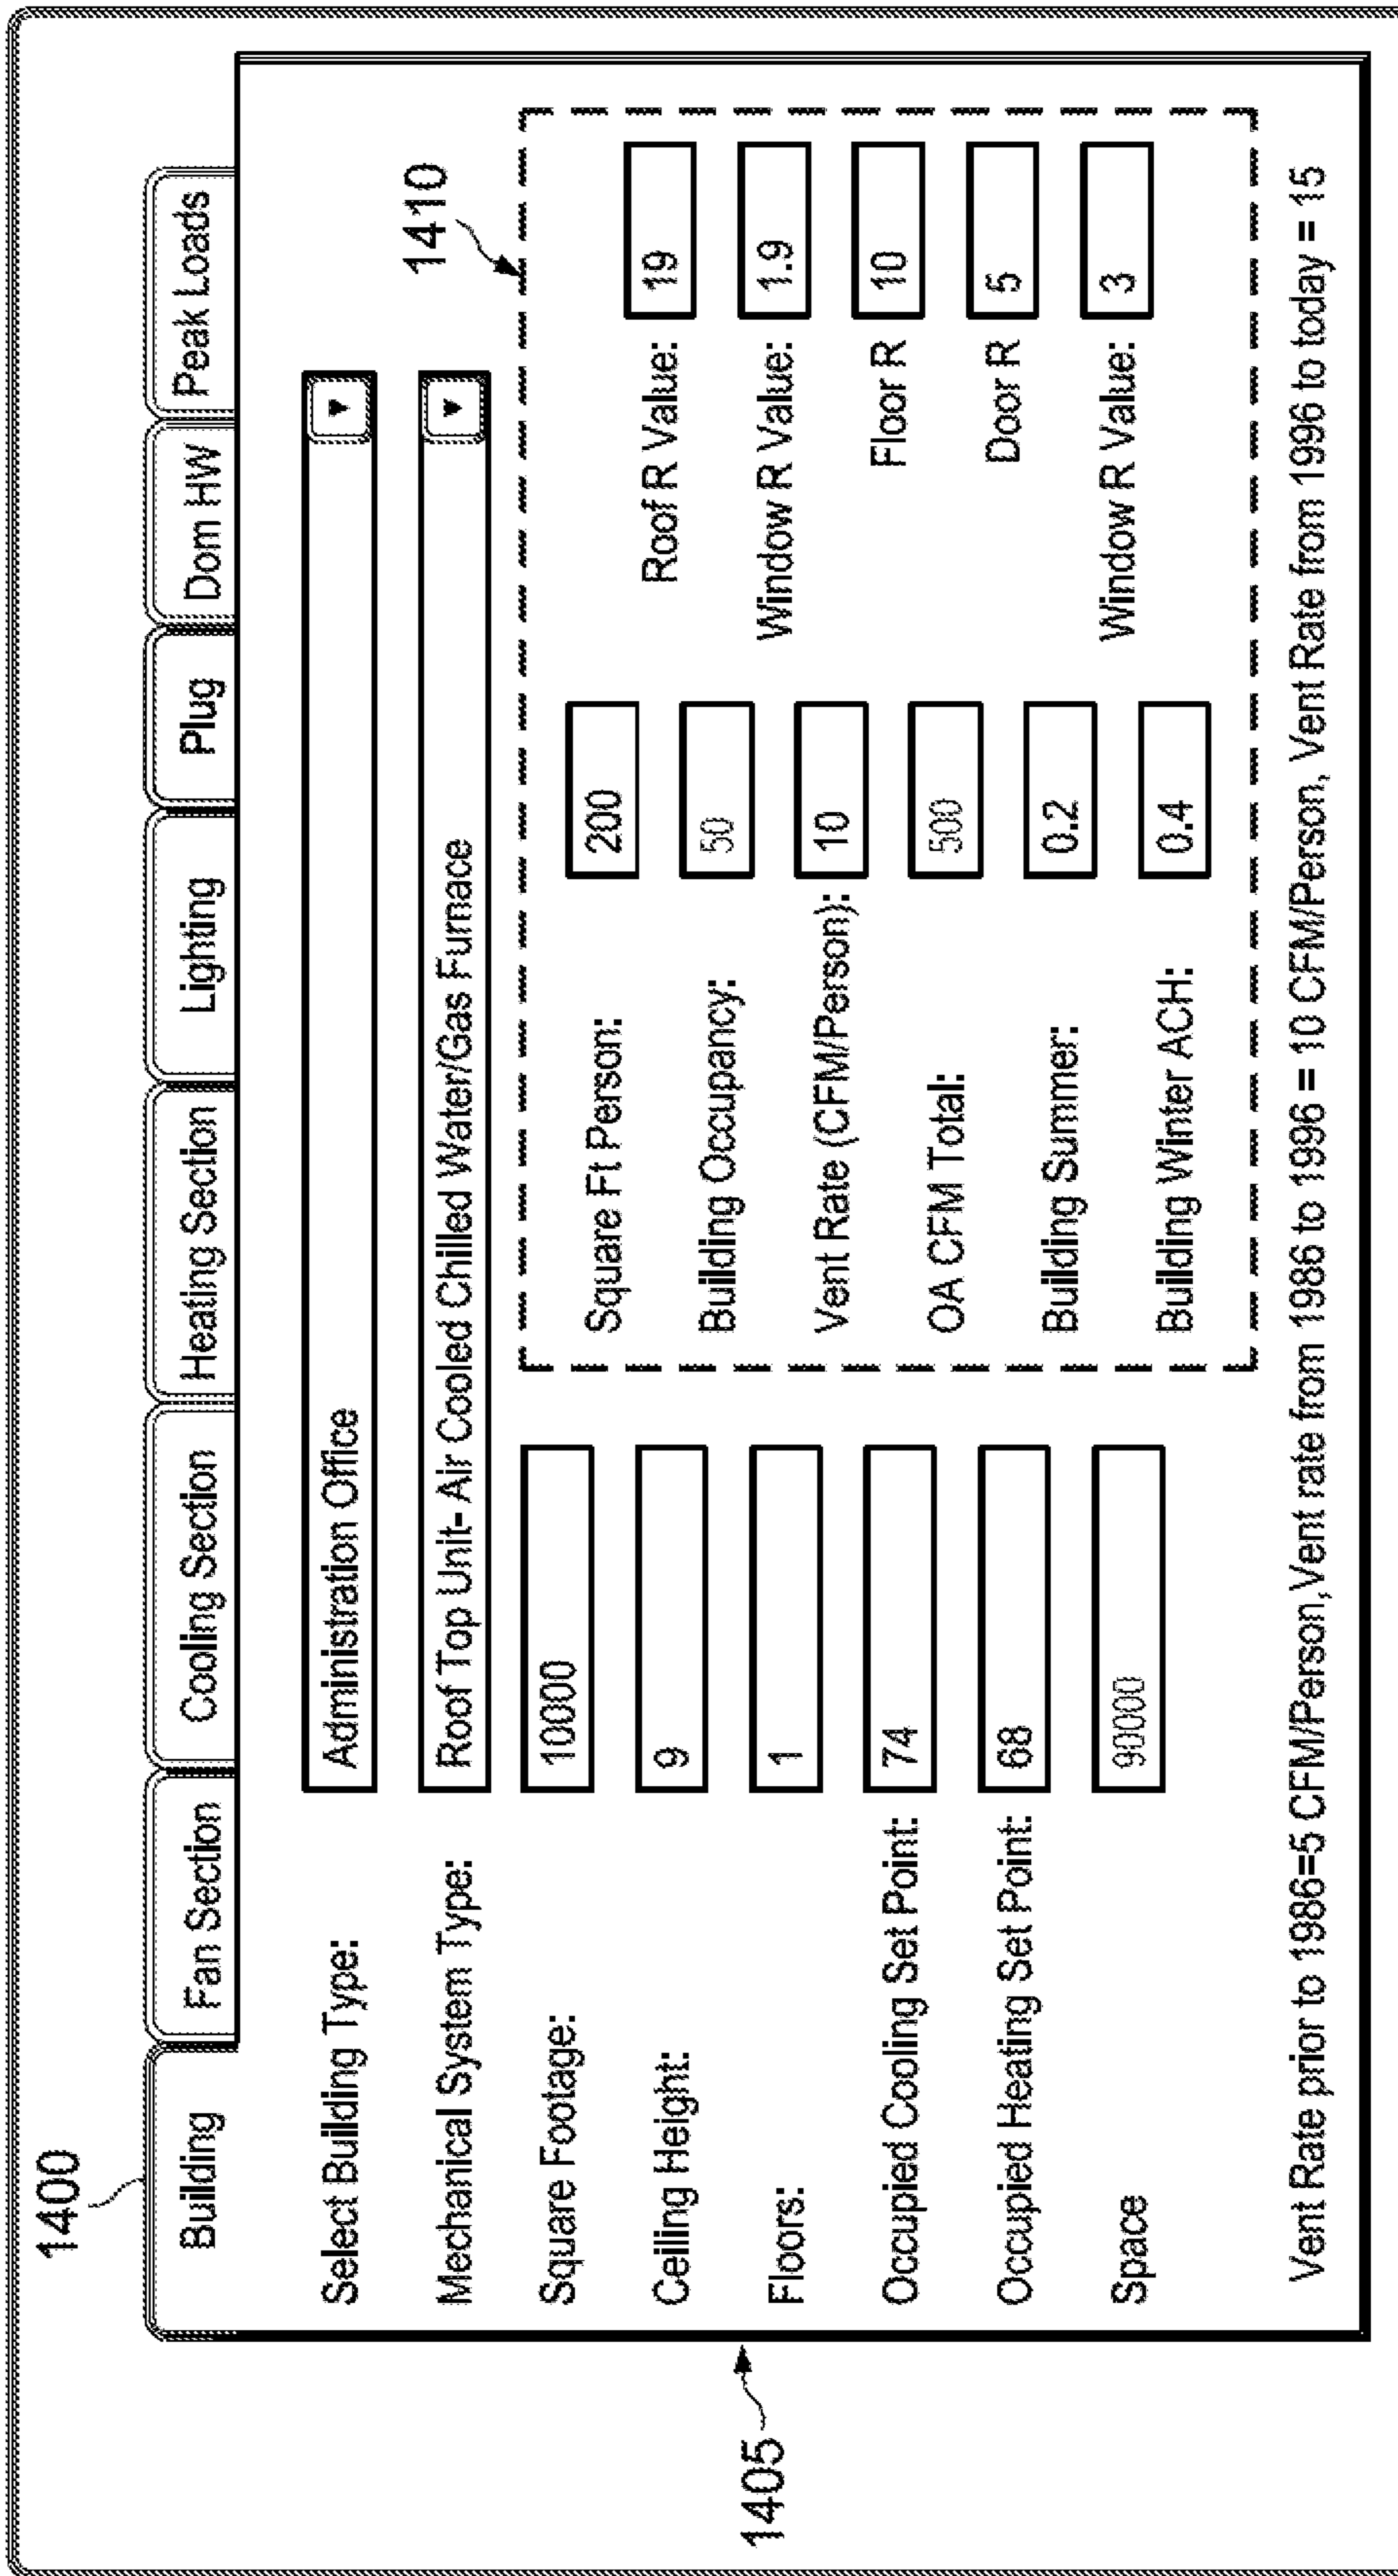 1400
Building Fan Section Cooling Section Heating Section Lighting Plug Dom HW Peak Loads
Select Building Type: Administration Office
Mechanical System Type: Roof Top Unit- Air Cooled Chilled Water/Gas Furnace
1410
Square Footage: 10000
Ceiling Height: 9
Floors: 1
Occupied Cooling Set Point: 74
Occupied Heating Set Point: 68
Space 90000
Square Ft Person: 200
Building Occupancy: 50
Vent Rate (CFM/Person): 10
OA CFM Total: 500
Building Summer: 0.2
Building Winter ACH: 0.4
Roof R Value: 19
Window R Value: 1.9
Floor R 10
Door R 5
Window R Value: 3
1405
Vent Rate prior to 1986=5 CFM/Person,Vent rate from 1986 to 1996 = 10 CFM/Person, Vent Rate from 1996 to today = 15